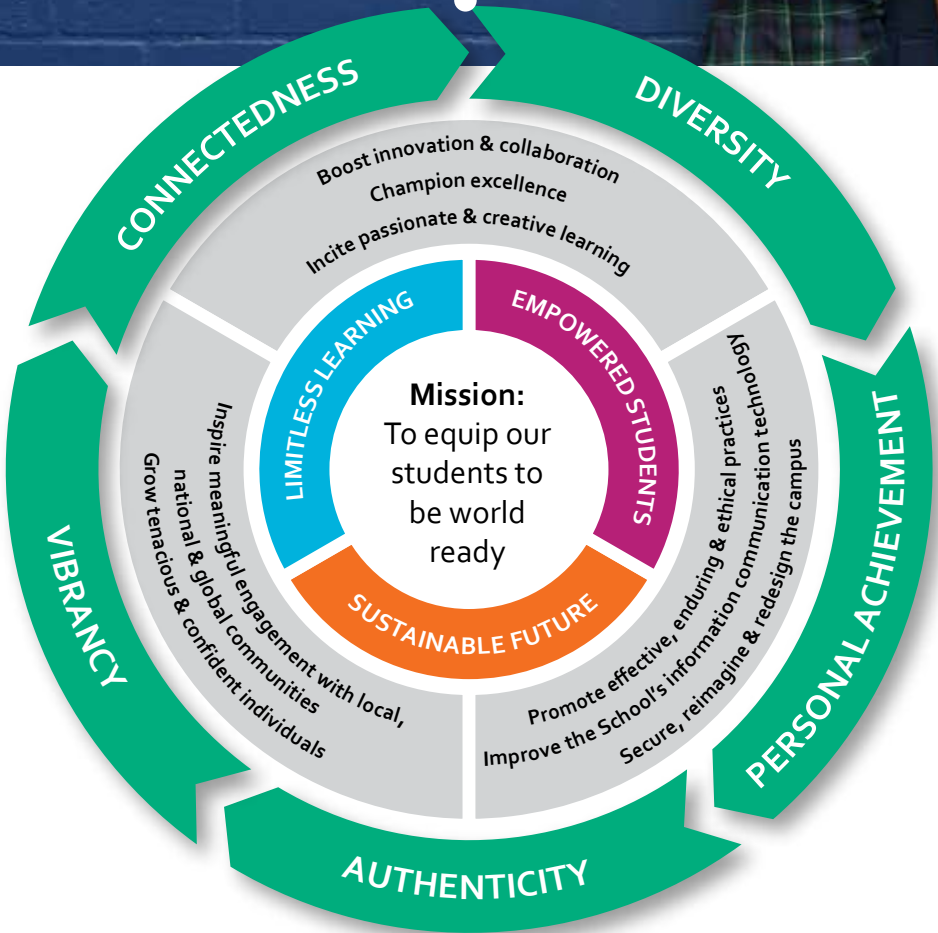 CONNECTEDNESS
DIVERSITY
PERSONAL ACHIEVEMENT
AUTHENTICITY
VIBRANCY
Boost innovation & collaboration
Champion excellence
Incite passionate & creative learning
Promote effective, enduring & ethical practices
Improve the School's information communication technology
Secure, reimagine & redesign the campus
Inspire meaningful engagement with local,
national & global communities
Grow tenacious & confident individuals
LIMITLESS LEARNING
EMPOWERED STUDENTS
SUSTAINABLE FUTURE
Mission:
To equip our
students to
be world
ready